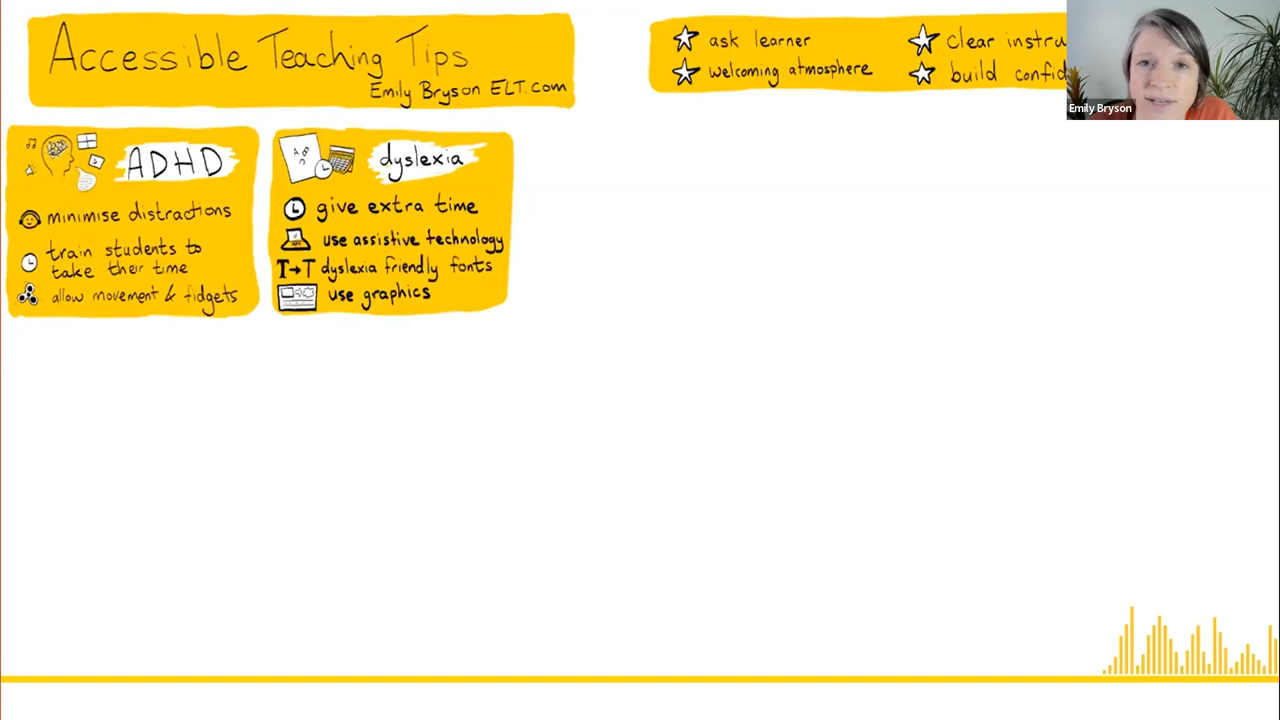 Accessible Teaching Tips
Emily Bryson ELT.com
ask learner
welcoming atmosphere
clear
build
Emily Bryson
ADHD
minimise distractions
train students to
take their time
allow movement & fidgets
dyslexia
give extra time
use assistive technology
T→T dyslexia friendly fonts
use graphics